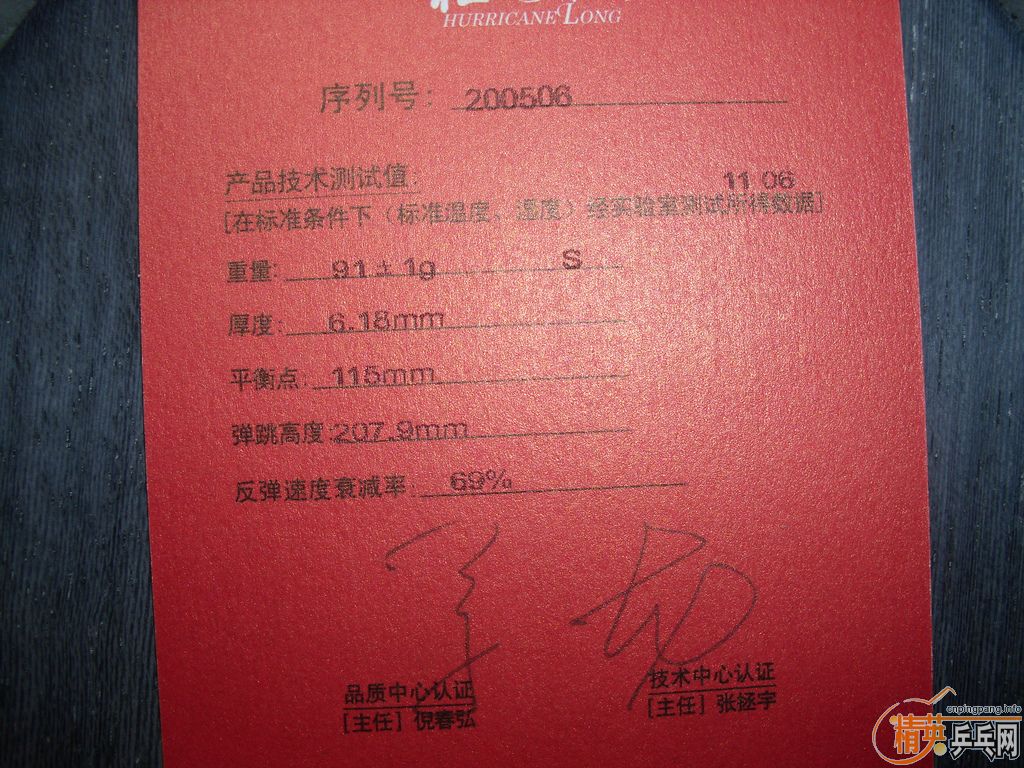 HURRICANE LONG
序列号： 200506
产品技术测试值：
11 06
[在标准条件下（标准温度、湿度）经实验室测试所得数据]
重量： 91±1g S
厚度： 6.18mm
平衡点： 115mm
弹跳高度：207.9mm
反弹速度衰减率： 69%
品质中心认证
[主任] 倪春弘
技术中心认证
[主任] 张拯宇
cnpingpang.info
精英乒乓网